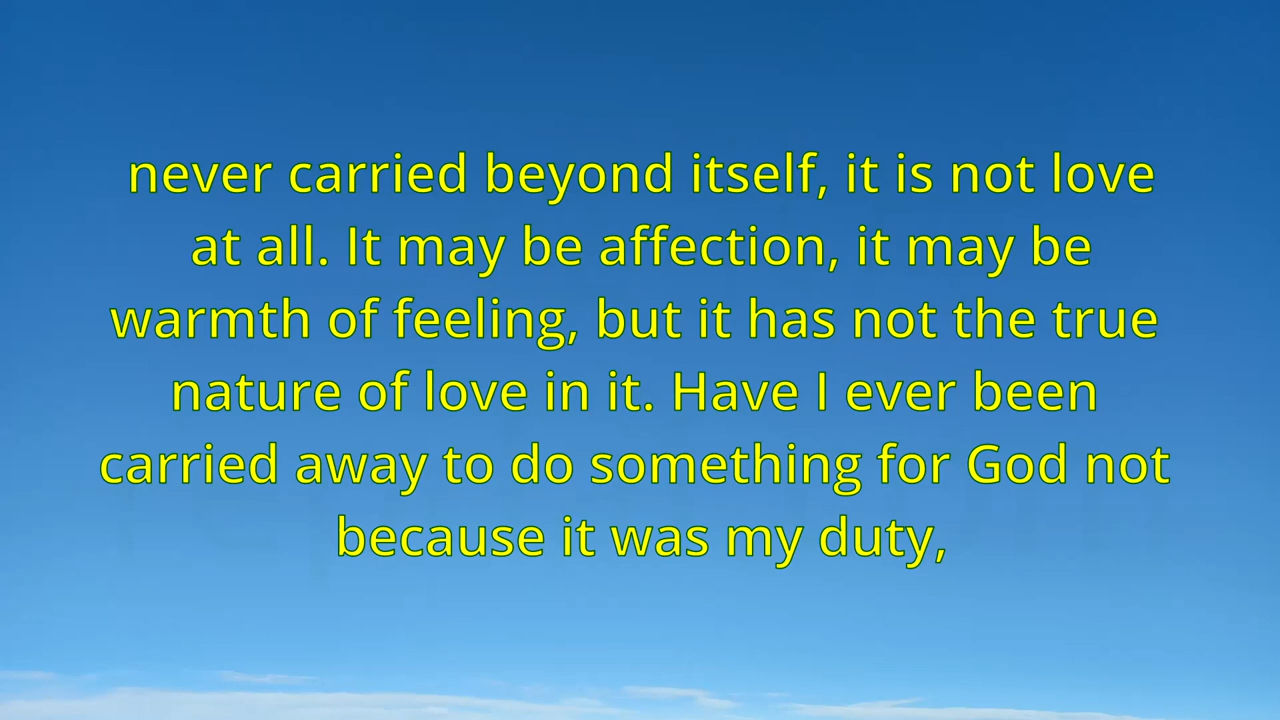 never carried beyond itself, it is not love
at all. It may be affection, it may be
warmth of feeling, but it has not the true
nature of love in it. Have I ever been
carried away to do something for God not
because it was my duty,